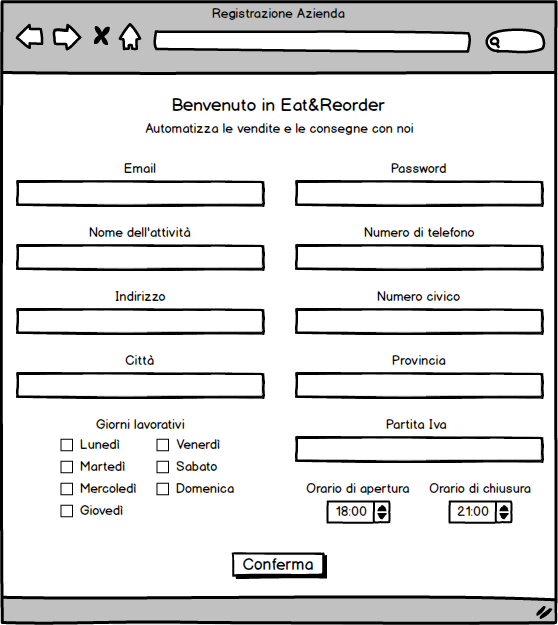 Registrazione Azienda
Benvenuto in Eat&Reorder
Automatizza le vendite e le consegne con noi
Email
Password
Nome dell'attività
Numero di telefono
Indirizzo
Numero civico
Città
Provincia
Giorni lavorativi
Lunedì
Venerdì
Martedì
Sabato
Mercoledì
Domenica
Giovedì
Partita Iva
Orario di apertura
Orario di chiusura
18:00
21:00
Conferma